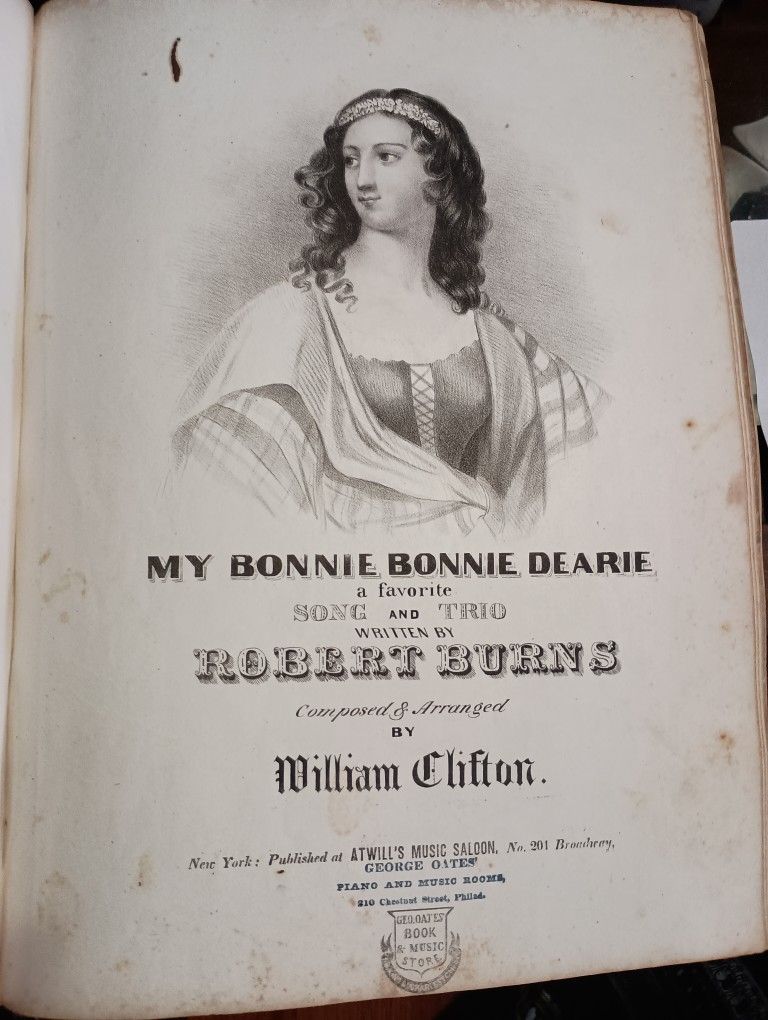 MY BONNIE BONNIE DEARIE
a favorite
SONG AND TRIO
WRITTEN BY
ROBERT BURNS
Composed & Arranged
BY
William Clifton.
New York: Published at ATWILL'S MUSIC SALOON, No. 201 Broadway,
GEORGE OATES'
PIANO AND MUSIC ROOMS,
210 Chestnut Street, Philad.
GEO. OATES'
BOOK
& MUSIC
STORE